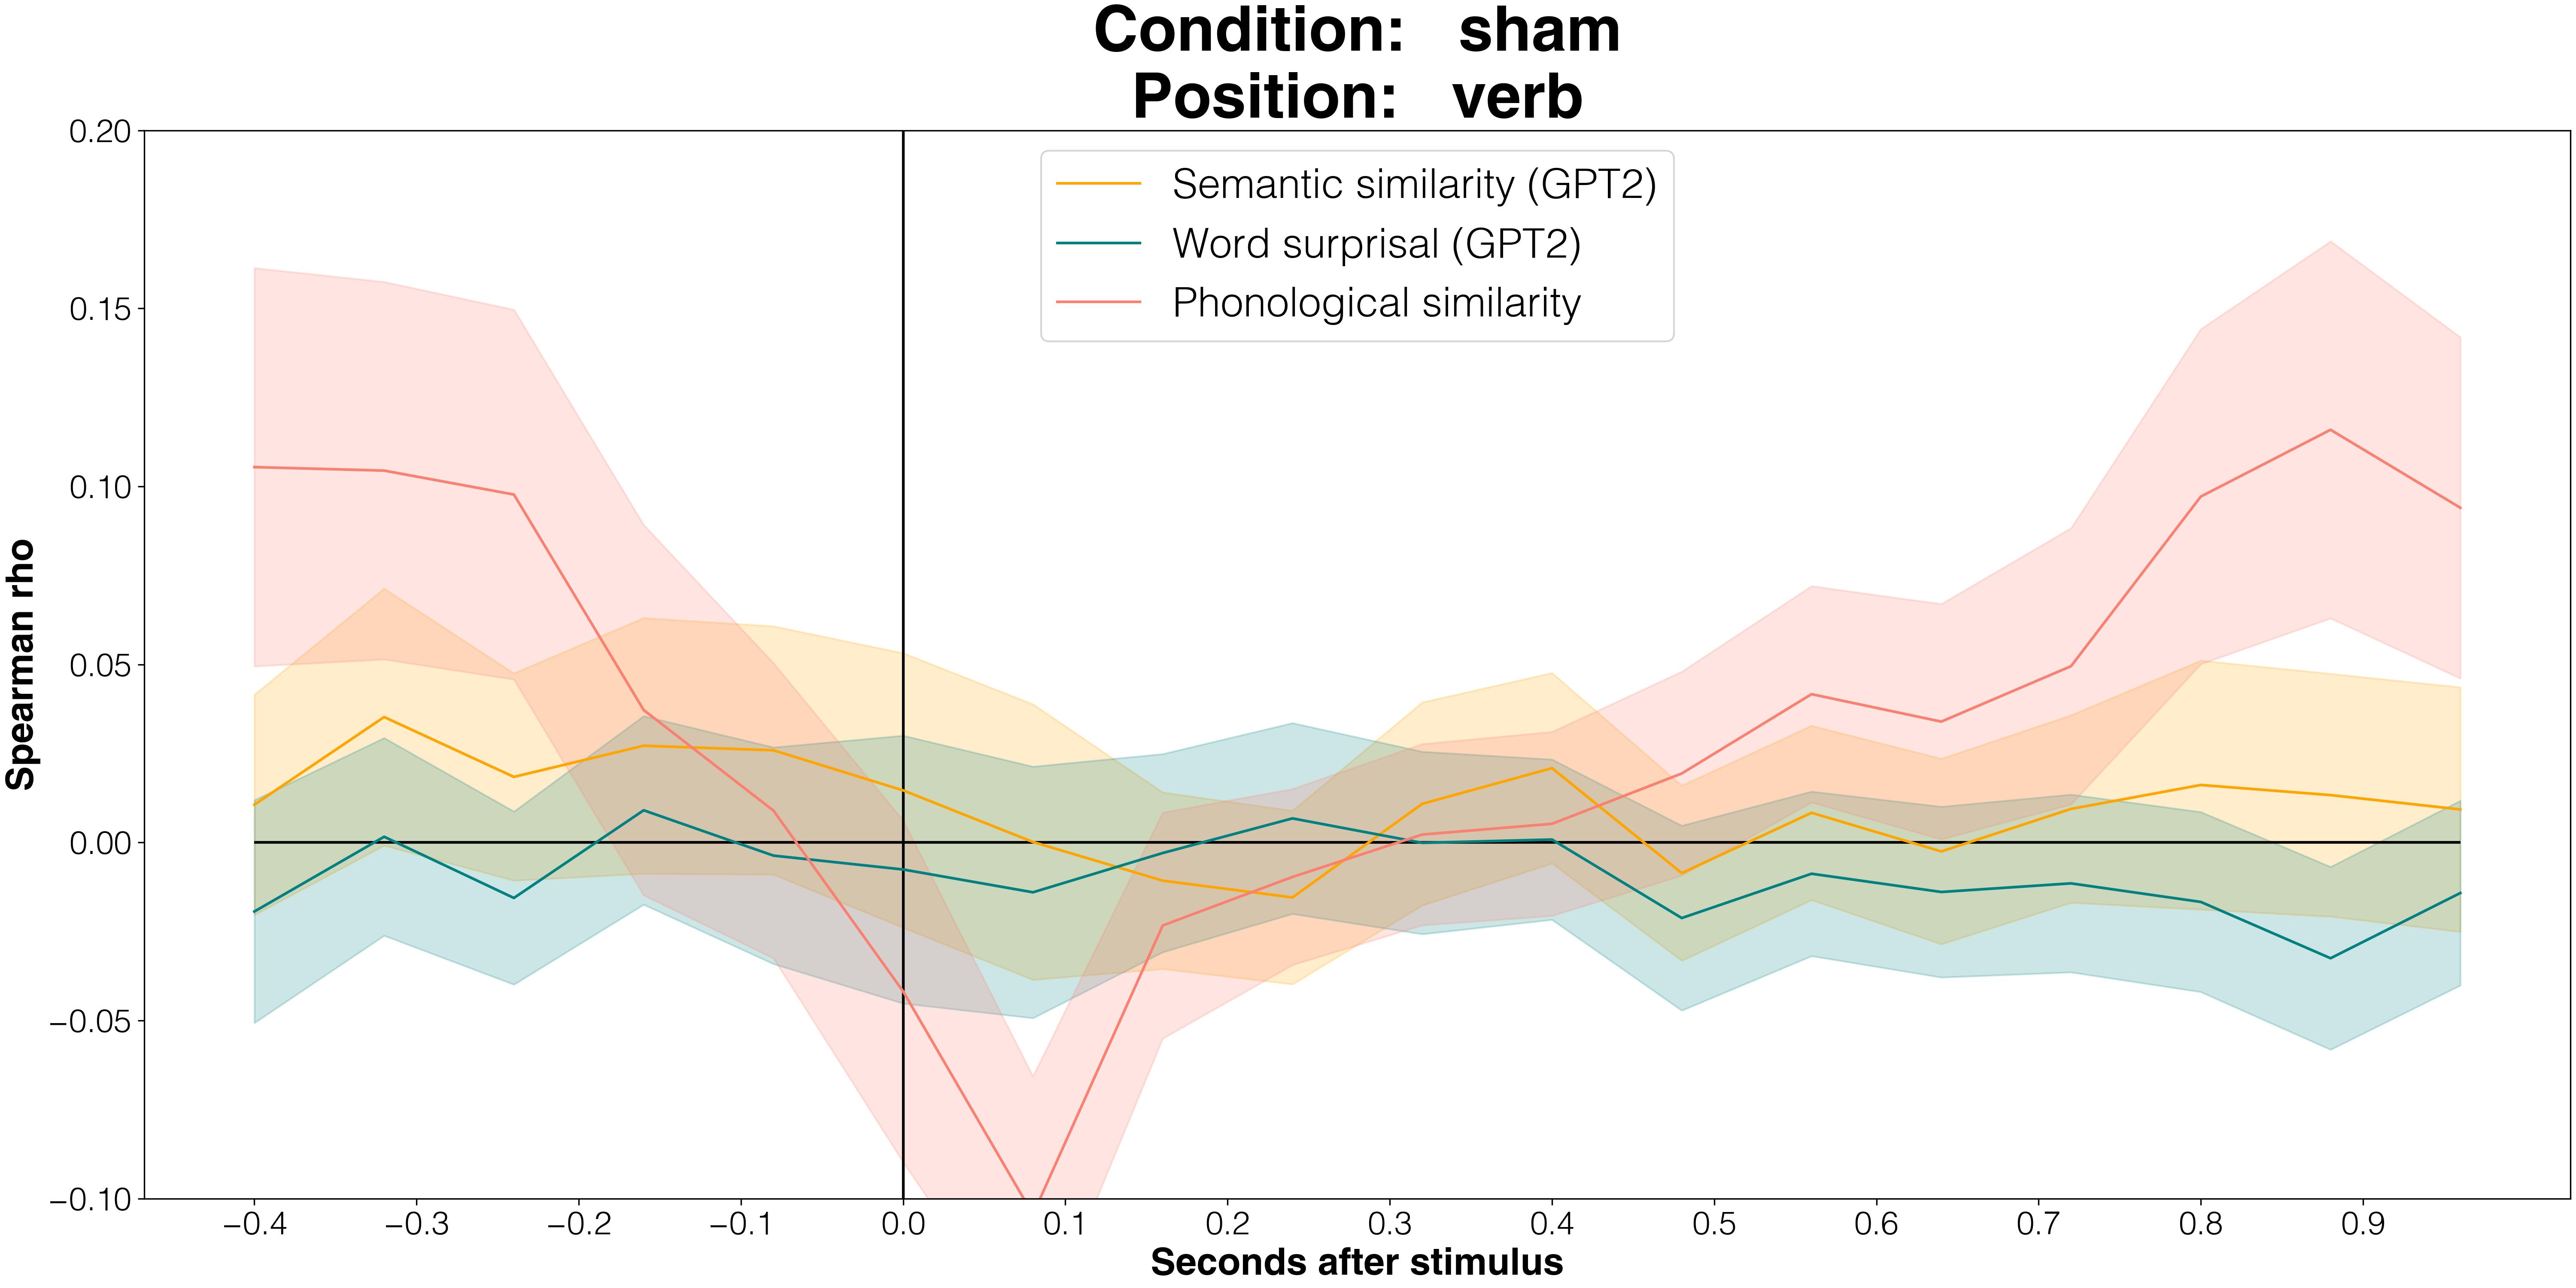 Condition:   sham
Position:   verb
Semantic similarity (GPT2)
Word surprisal (GPT2)
Phonological similarity
Spearman rho
0.20
0.15
0.10
0.05
0.00
−0.05
−0.10
−0.4 −0.3 −0.2 −0.1 0.0 0.1 0.2 0.3 0.4 0.5 0.6 0.7 0.8 0.9
Seconds after stimulus